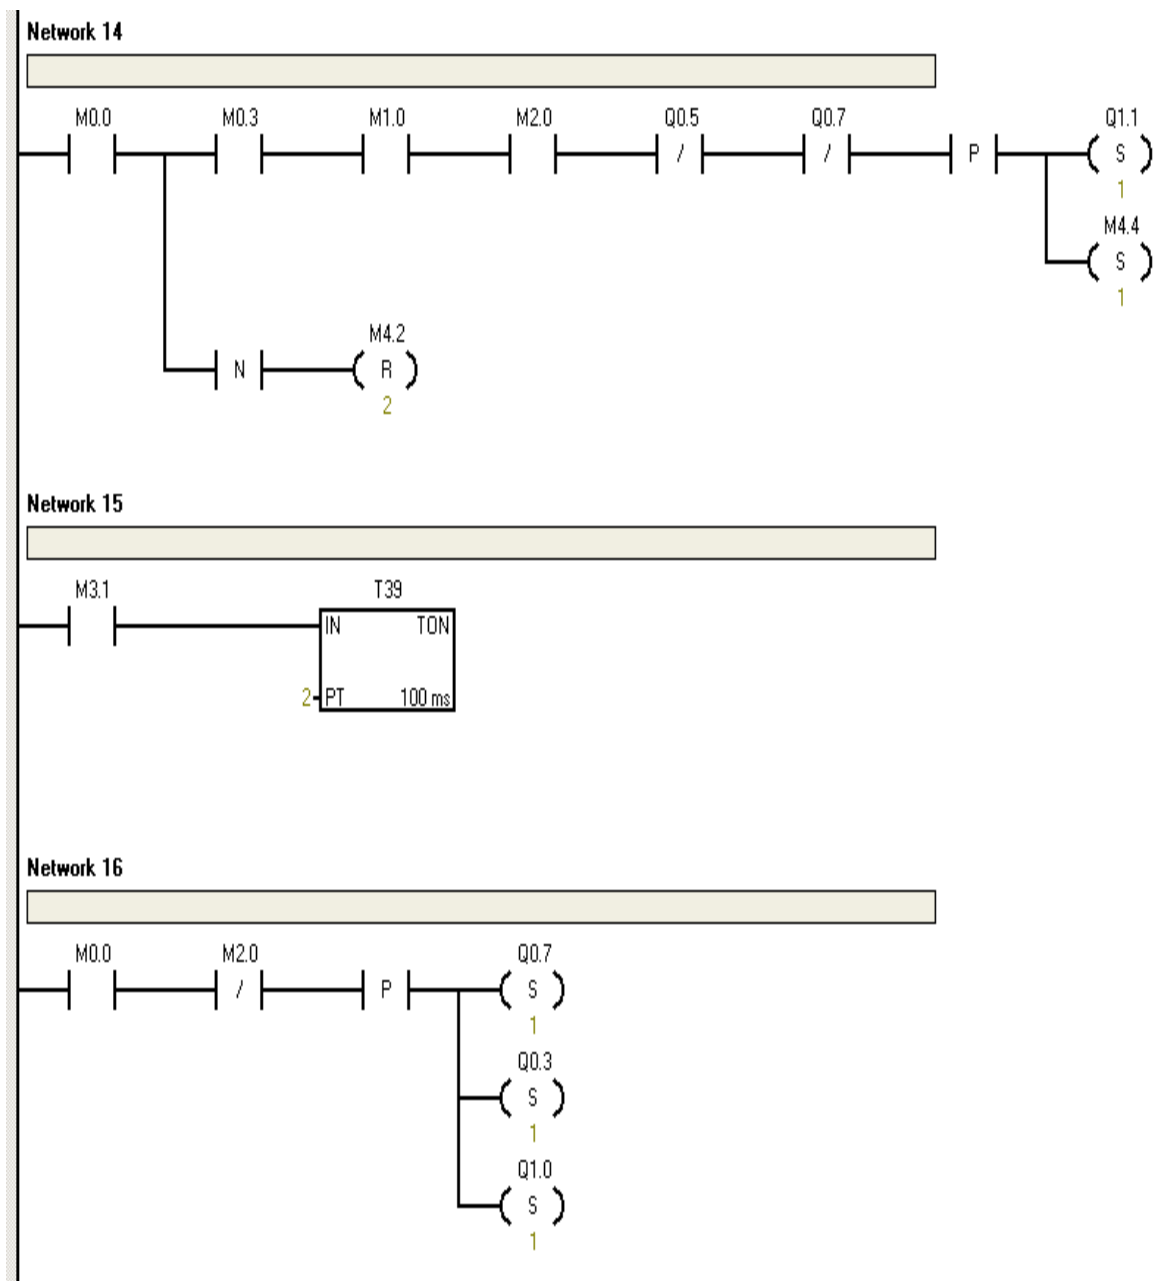 Network 14
M0.0 M0.3 M1.0 M2.0 Q0.5 Q0.7 Q1.1
/ / P S
1
M4.4
S
1
M4.2
N R
2
Network 15
M3.1 T39
IN TON
2 PT 100 ms
Network 16
M0.0 M2.0 Q0.7
/ P S
1
Q0.3
S
1
Q1.0
S
1